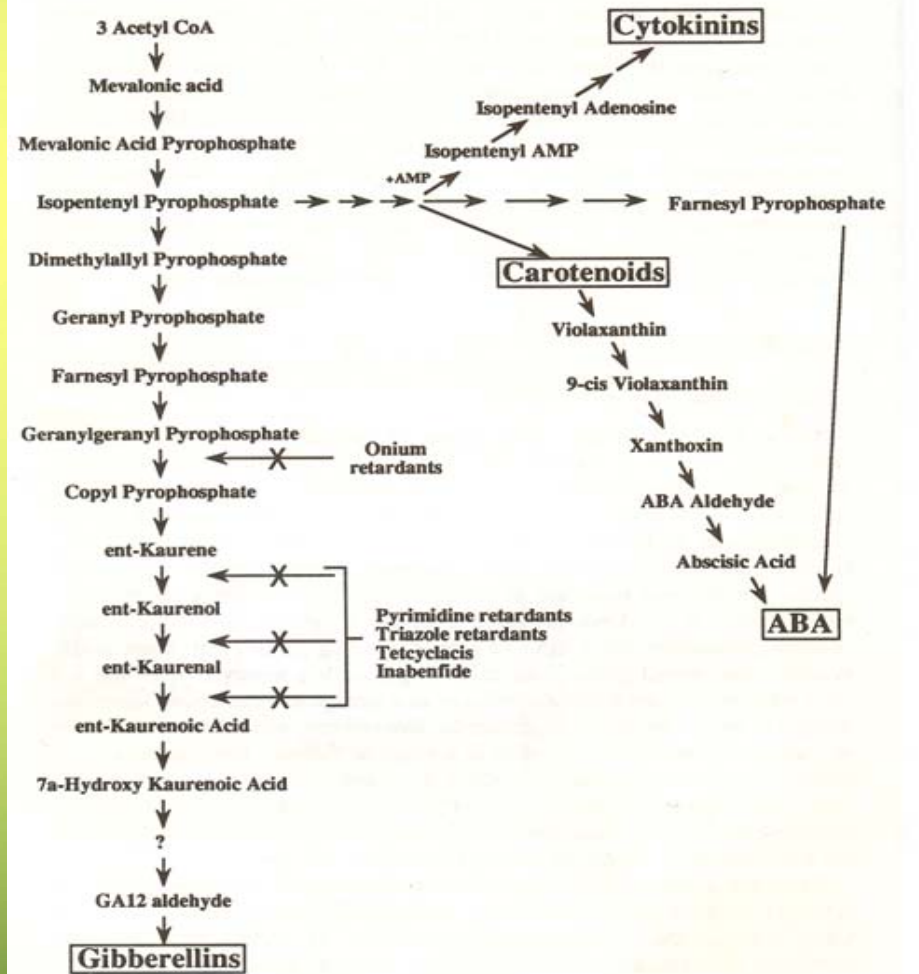 3 Acetyl CoA
Mevalonic acid
Mevalonic Acid Pyrophosphate
Isopentenyl Pyrophosphate
Dimethylallyl Pyrophosphate
Geranyl Pyrophosphate
Farnesyl Pyrophosphate
Geranylgeranyl Pyrophosphate
Copyl Pyrophosphate
ent-Kaurene
ent-Kaurenol
ent-Kaurenal
ent-Kaurenoic Acid
7a-Hydroxy Kaurenoic Acid
?
GA12 aldehyde
Gibberellins
X
Onium
retardants
X
X
X
Pyrimidine retardants
Triazole retardants
Tetcyclacis
Inabenfide
+AMP
Isopentenyl AMP
Isopentenyl Adenosine
Cytokinins
Carotenoids
Violaxanthin
9-cis Violaxanthin
Xanthoxin
ABA Aldehyde
Abscisic Acid
Farnesyl Pyrophosphate
ABA